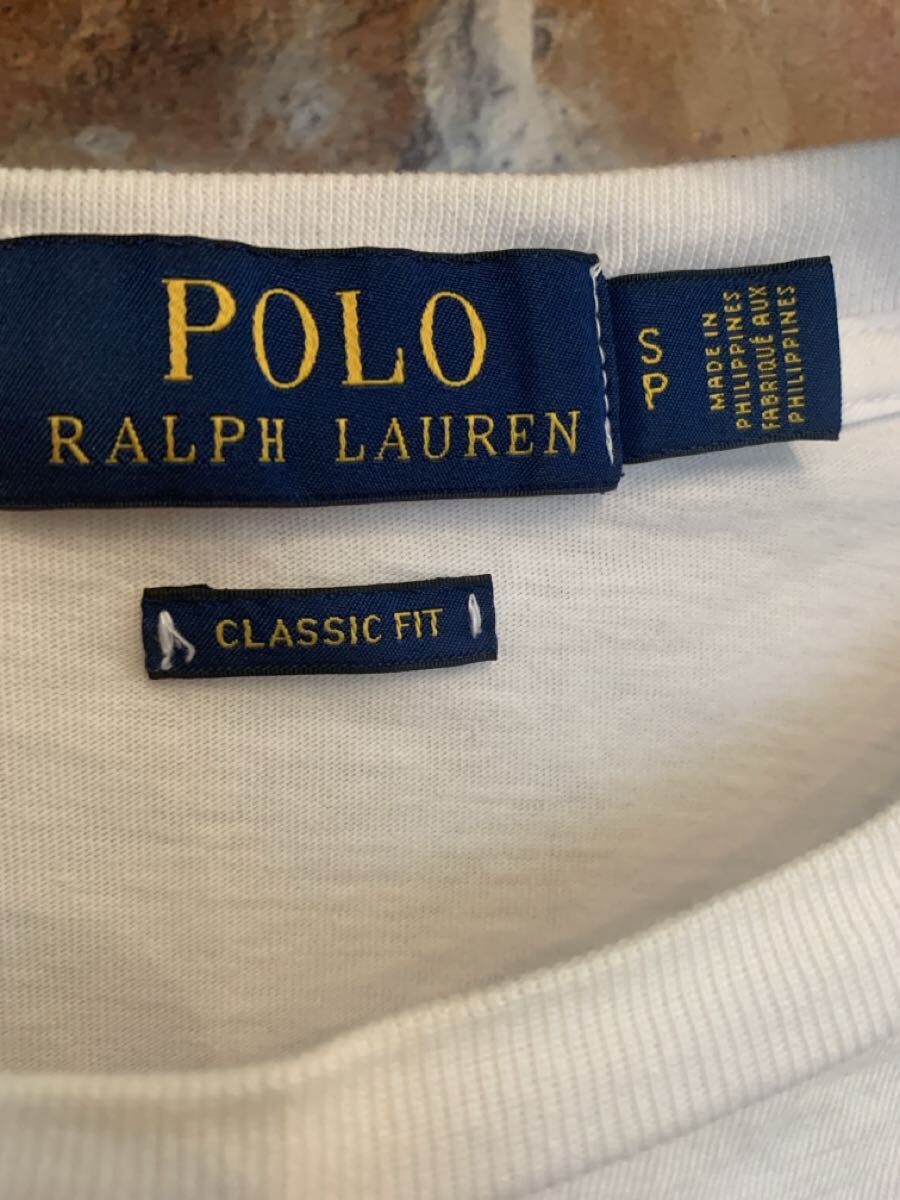 POLO
RALPH LAUREN
S
P
MADE IN
PHILIPPINES
FABRIQUÉ AUX
PHILIPPINES
CLASSIC FIT